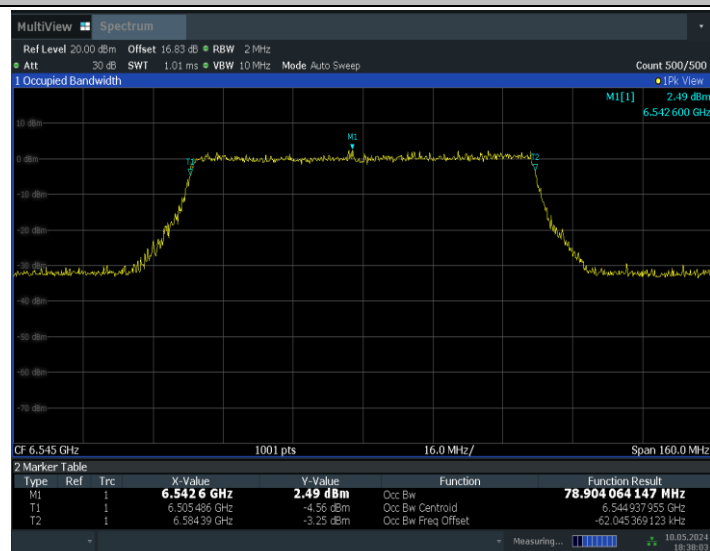 MultiView Spectrum
Ref Level 20.00 dBm Offset 16.83 dB RBW 2 MHz
Att 30 dB SWT 1.01 ms VBW 10 MHz Mode Auto Sweep Count 500/500
1 Occupied Bandwidth 1Pk View
M1[1] 2.49 dBm
6.542 600 GHz
10 dBm
M1
0 dBm
T1 T2
-10 dBm
-20 dBm
-30 dBm
-40 dBm
-50 dBm
-60 dBm
-70 dBm
CF 6.545 GHz 1001 pts 16.0 MHz/ Span 160.0 MHz
2 Marker Table
Type Ref Trc X-Value Y-Value Function Function Result
M1 1 6.542 6 GHz 2.49 dBm Occ Bw 78.904 064 147 MHz
T1 1 6.505 486 GHz -4.56 dBm Occ Bw Centroid 6.544 937 955 GHz
T2 1 6.584 39 GHz -3.25 dBm Occ Bw Freq Offset -62.045 369 123 kHz
Measuring... 10.05.2024
18:38:03